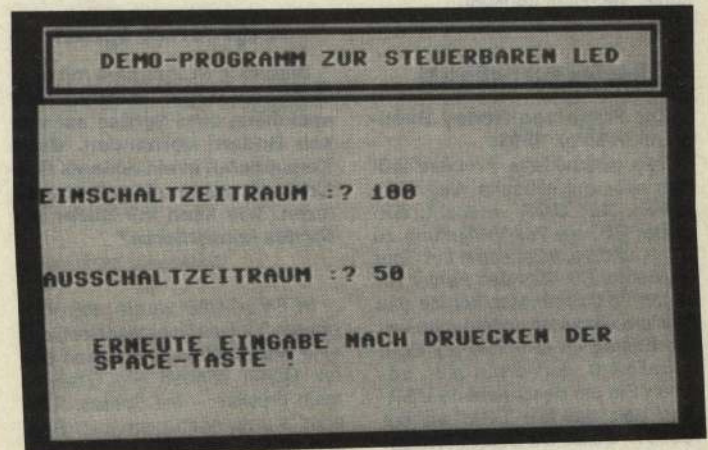 DEMO-PROGRAMM ZUR STEUERBAREN LED
EINSCHALTZEITRAUM :? 100
AUSSCHALTZEITRAUM :? 50
ERNEUTE EINGABE NACH DRUECKEN DER
SPACE-TASTE !